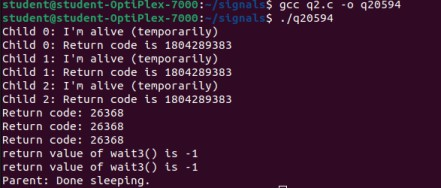 student@student-OptiPlex-7000:~/signals$ gcc q2.c -o q20594
student@student-OptiPlex-7000:~/signals$ ./q20594
Child 0: I'm alive (temporarily)
Child 0: Return code is 1804289383
Child 1: I'm alive (temporarily)
Child 1: Return code is 1804289383
Child 2: I'm alive (temporarily)
Child 2: Return code is 1804289383
Return code: 26368
Return code: 26368
Return code: 26368
return value of wait3() is -1
return value of wait3() is -1
Parent: Done sleeping.